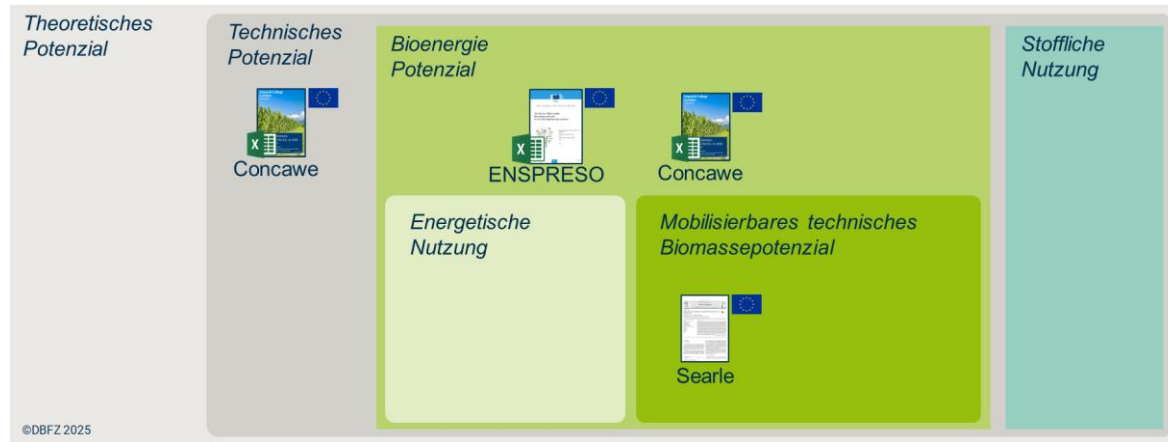 Theoretisches
Potenzial
Technisches
Potenzial
Concawe
Bioenergie
Potenzial
ENSPRESO
Concawe
Energetische
Nutzung
Mobilisierbares technisches
Biomassepotenzial
Searle
Stoffliche
Nutzung
©DBFZ 2025